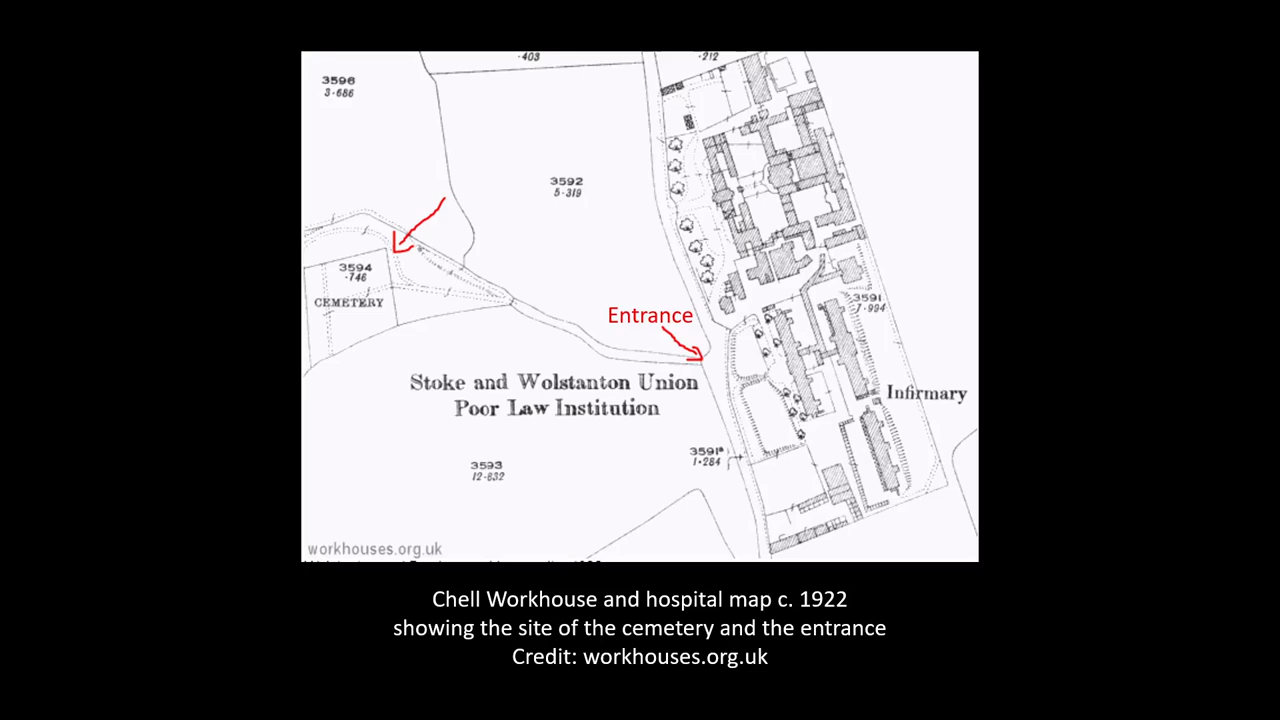 ·403
·212
3596
3·686
3592
5·319
3594
·746
CEMETERY
Entrance
3591
7·994
Stoke and Wolstanton Union
Poor Law Institution
Infirmary
3591ª
1·284
3593
12·632
workhouses.org.uk
Chell Workhouse and hospital map c. 1922
showing the site of the cemetery and the entrance
Credit: workhouses.org.uk